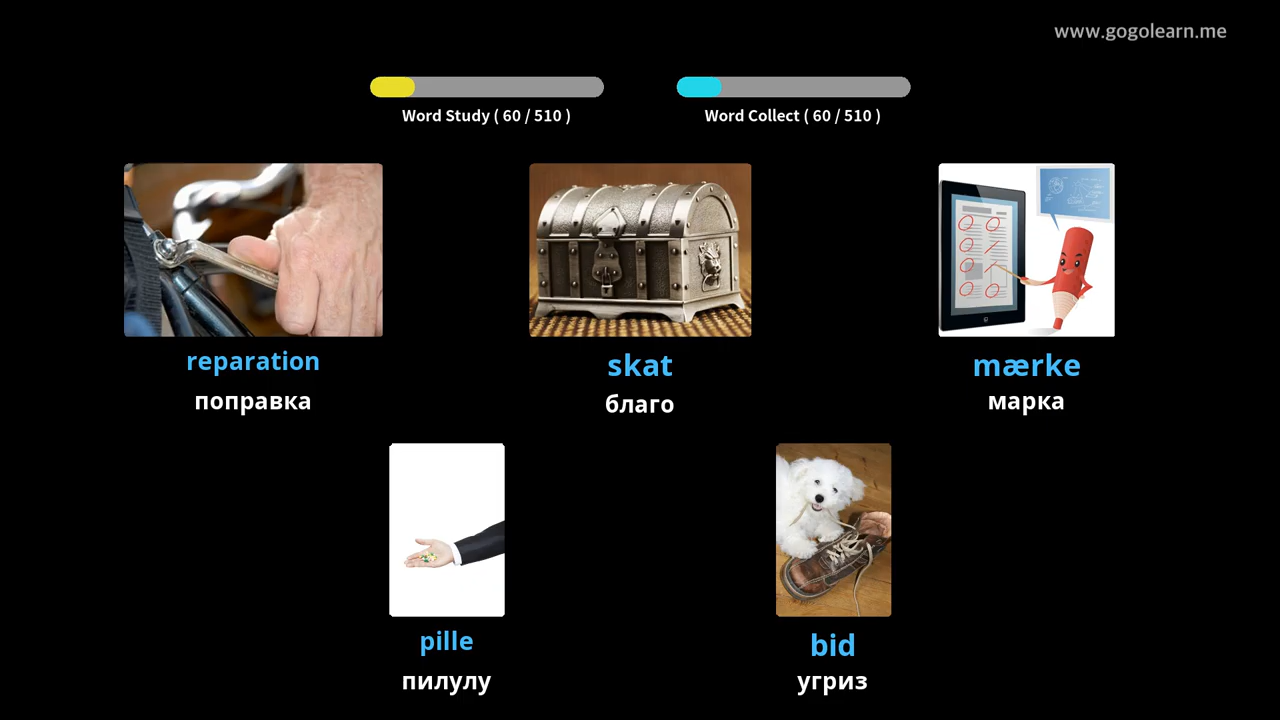 www.gogolearn.me
Word Study ( 60 / 510 )
Word Collect ( 60 / 510 )
reparation
поправка
skat
благо
mærke
марка
pille
пилулу
bid
угриз